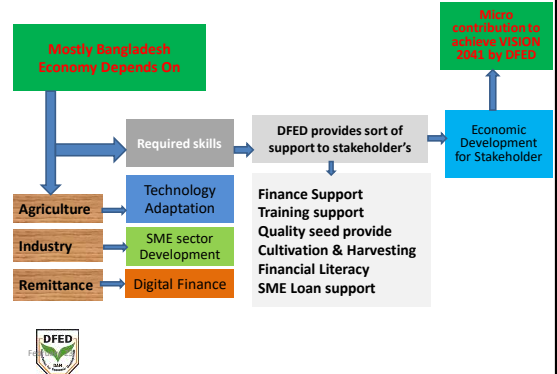 Mostly Bangladesh
Economy Depends On
Micro
contribution to
achieve VISION
2041 by DFED
Required skills
DFED provides sort of
support to stakeholder's
Economic
Development
for Stakeholder
Agriculture
Technology
Adaptation
Industry
SME sector
Development
Remittance
Digital Finance
Finance Support
Training support
Quality seed provide
Cultivation & Harvesting
Financial Literacy
SME Loan support
DFED
DAM